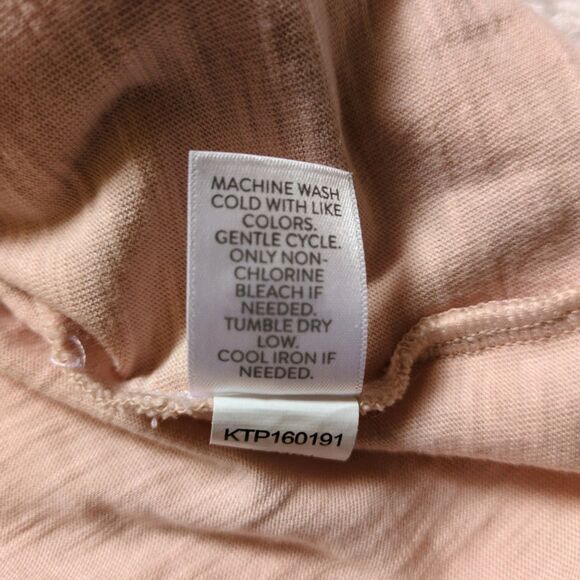 MACHINE WASH
COLD WITH LIKE
COLORS.
GENTLE CYCLE.
ONLY NON-
CHLORINE
BLEACH IF
NEEDED.
TUMBLE DRY
LOW.
COOL IRON IF
NEEDED.
KTP160191